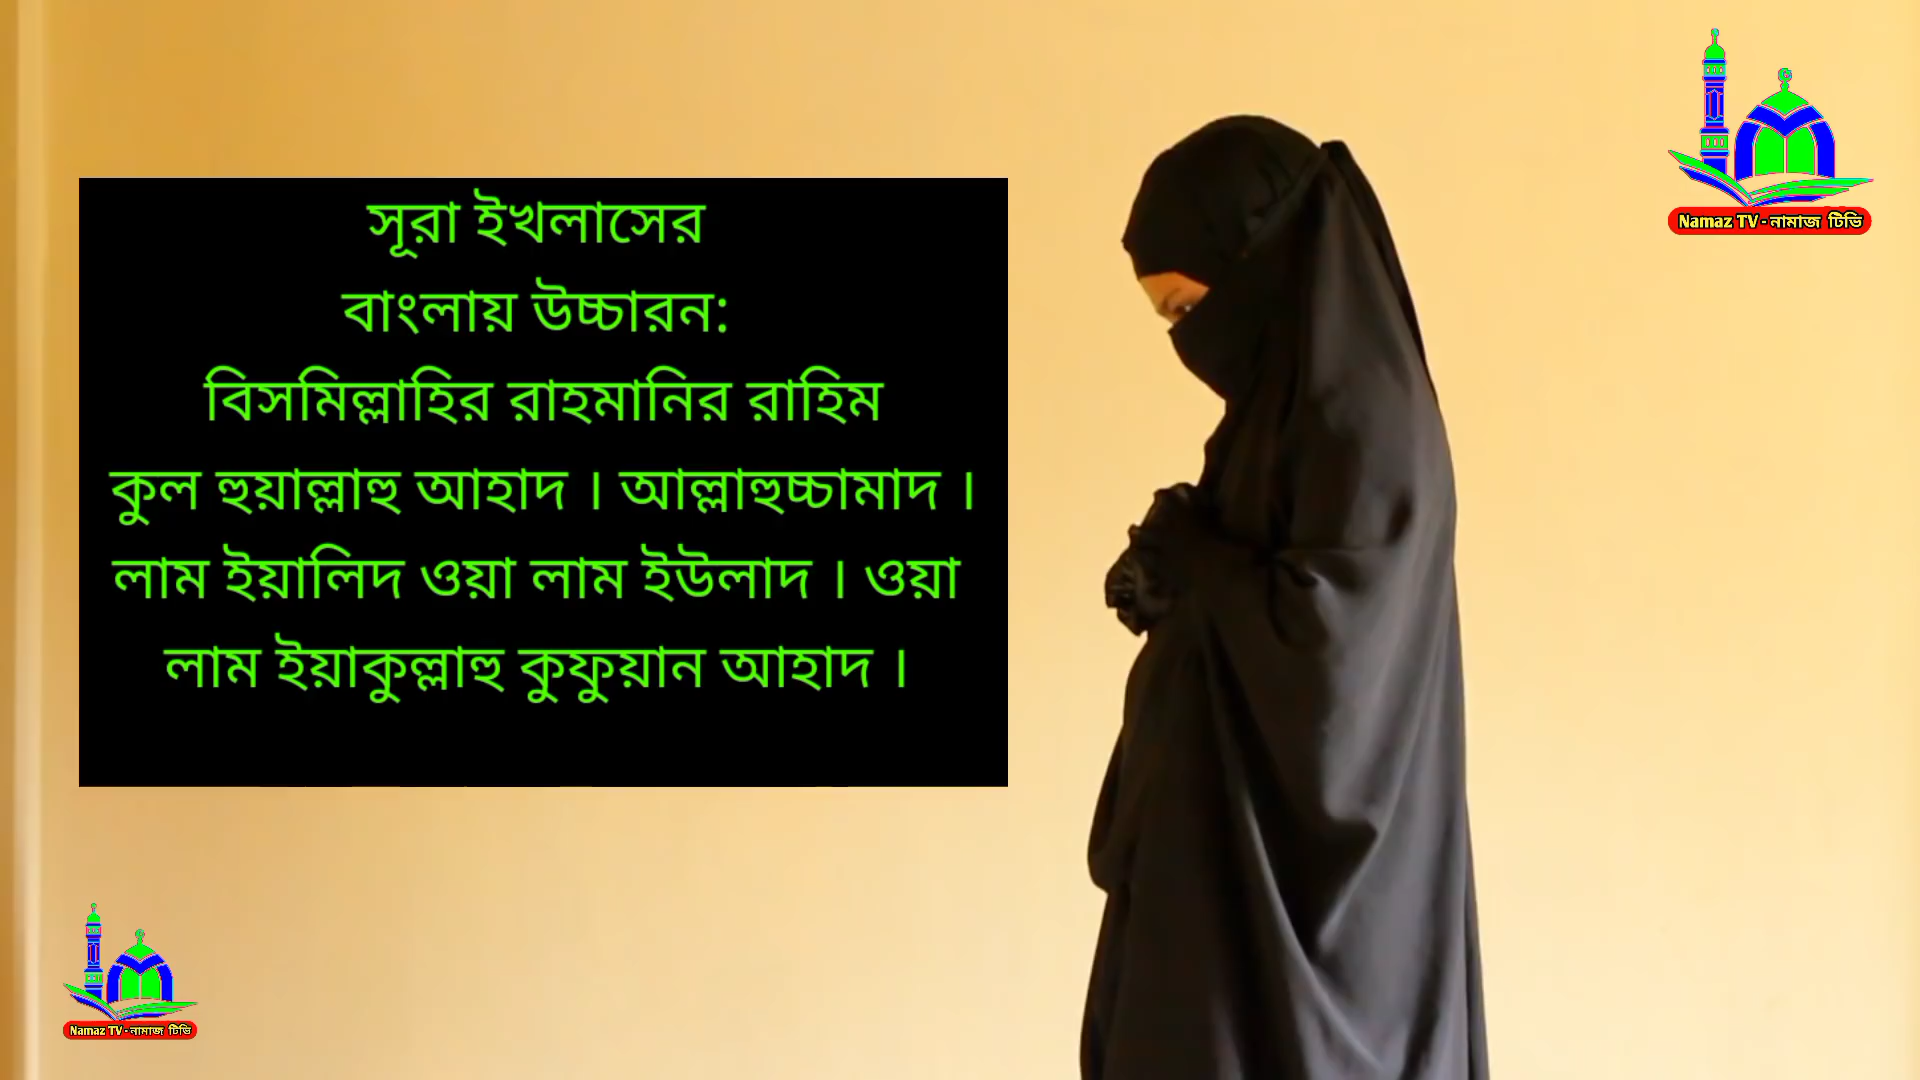 সূরা ইখলাসের
বাংলায় উচ্চারন:
বিসমিল্লাহির রাহমানির রাহিম
কুল হুয়াল্লাহু আহাদ । আল্লাহুচ্চামাদ ।
লাম ইয়ালিদ ওয়া লাম ইউলাদ । ওয়া
লাম ইয়াকুল্লাহু কুফুয়ান আহাদ ।
Namaz TV - নামাজ টিভি
Namaz TV - নামাজ টিভি